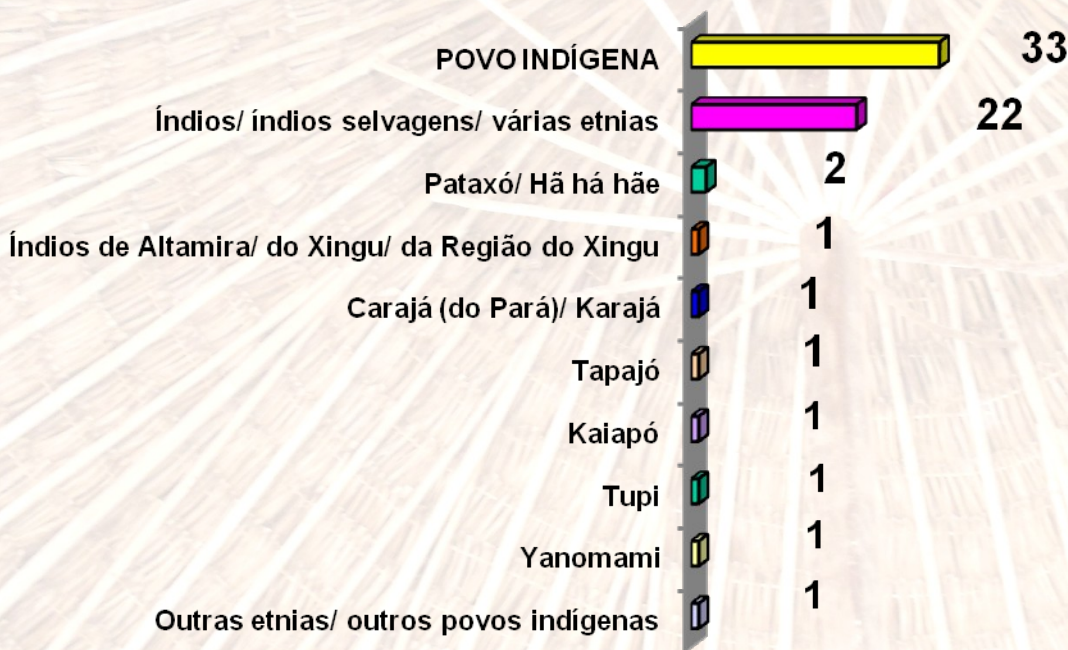 POVO INDÍGENA 33
Índios/ índios selvagens/ várias etnias 22
Pataxó/ Hã há hãe 2
Índios de Altamira/ do Xingu/ da Região do Xingu 1
Carajá (do Pará)/ Karajá 1
Tapajó 1
Kaiapó 1
Tupi 1
Yanomami 1
Outras etnias/ outros povos indígenas 1